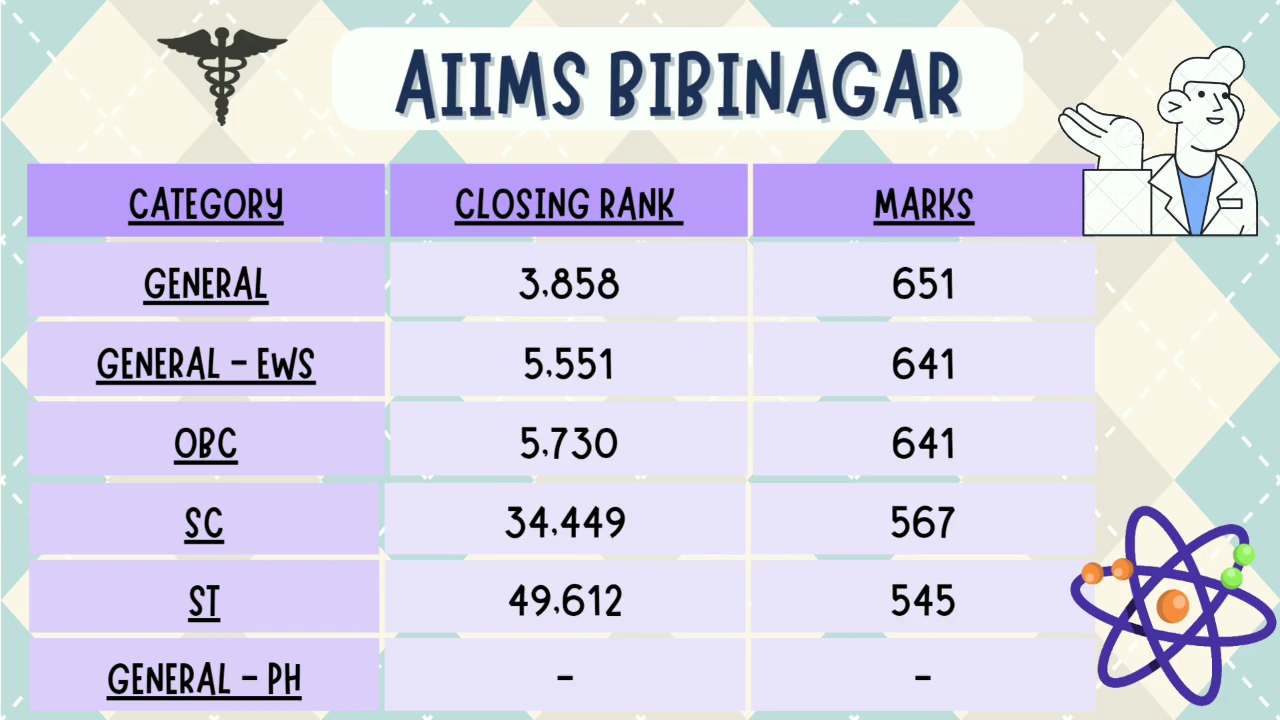 AIIMS BIBINAGAR
CATEGORY CLOSING RANK MARKS
GENERAL 3,858 651
GENERAL - EWS 5,551 641
OBC 5,730 641
SC 34,449 567
ST 49,612 545
GENERAL - PH - -